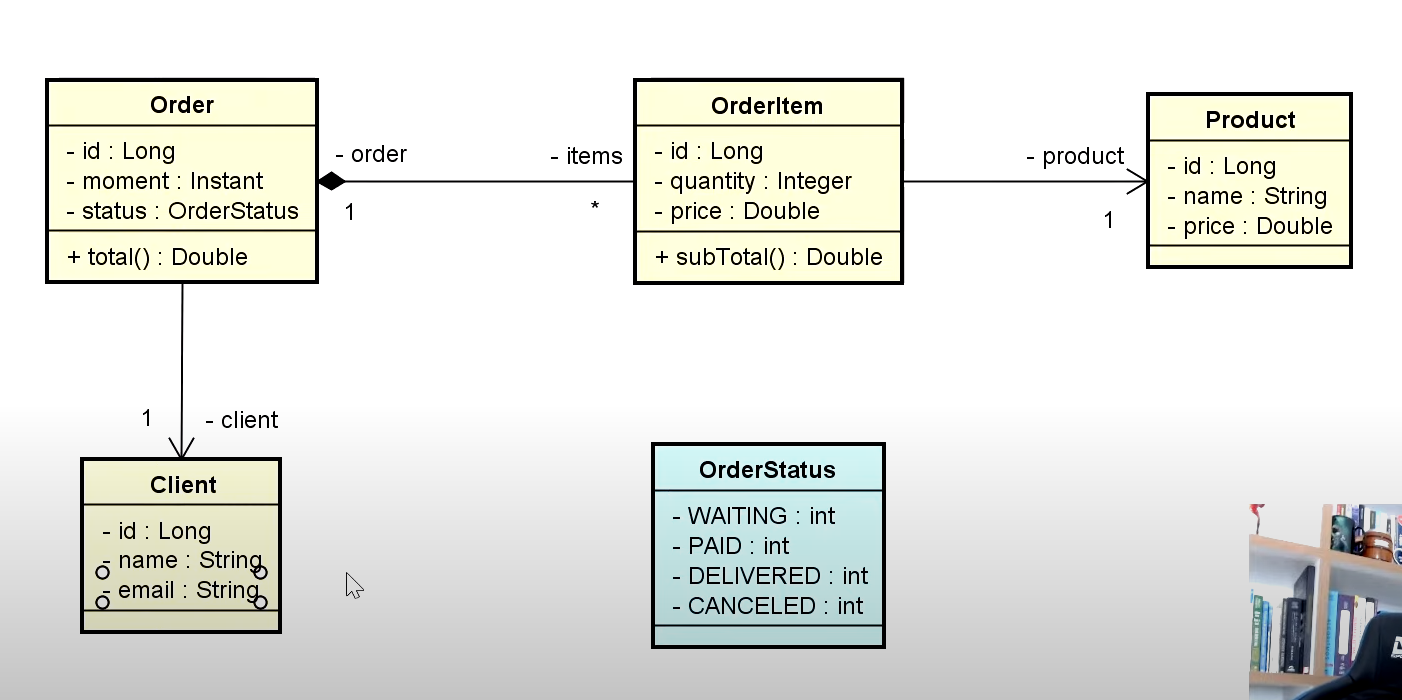 Order
- id : Long
- moment : Instant
- status : OrderStatus
+ total() : Double
- order
1
- items
*
OrderItem
- id : Long
- quantity : Integer
- price : Double
+ subTotal() : Double
- product
1
Product
- id : Long
- name : String
- price : Double
1
- client
Client
- id : Long
- name : String
- email : String
OrderStatus
- WAITING : int
- PAID : int
- DELIVERED : int
- CANCELED : int